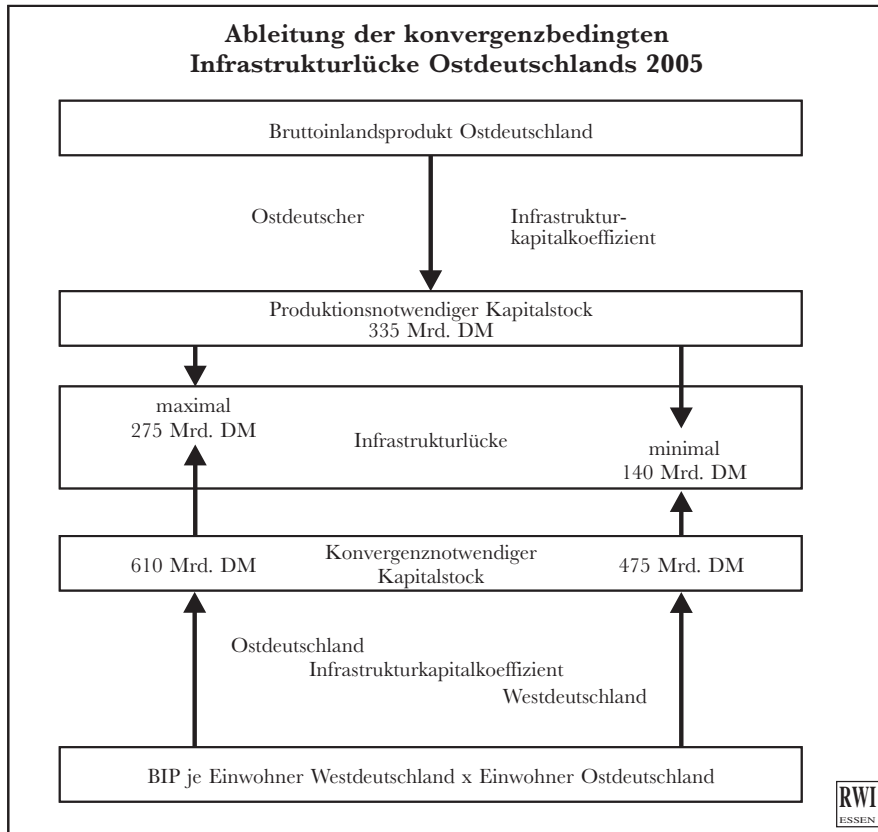 Ableitung der konvergenzbedingten
Infrastrukturlücke Ostdeutschlands 2005
Bruttoinlandsprodukt Ostdeutschland
Ostdeutscher
Infrastruktur-
kapitalkoeffizient
Produktionsnotwendiger Kapitalstock
335 Mrd. DM
maximal
275 Mrd. DM
Infrastrukturlücke
minimal
140 Mrd. DM
610 Mrd. DM
Konvergenznotwendiger
Kapitalstock
475 Mrd. DM
Ostdeutschland
Infrastrukturkapitalkoeffizient
Westdeutschland
BIP je Einwohner Westdeutschland x Einwohner Ostdeutschland
RWI
ESSEN